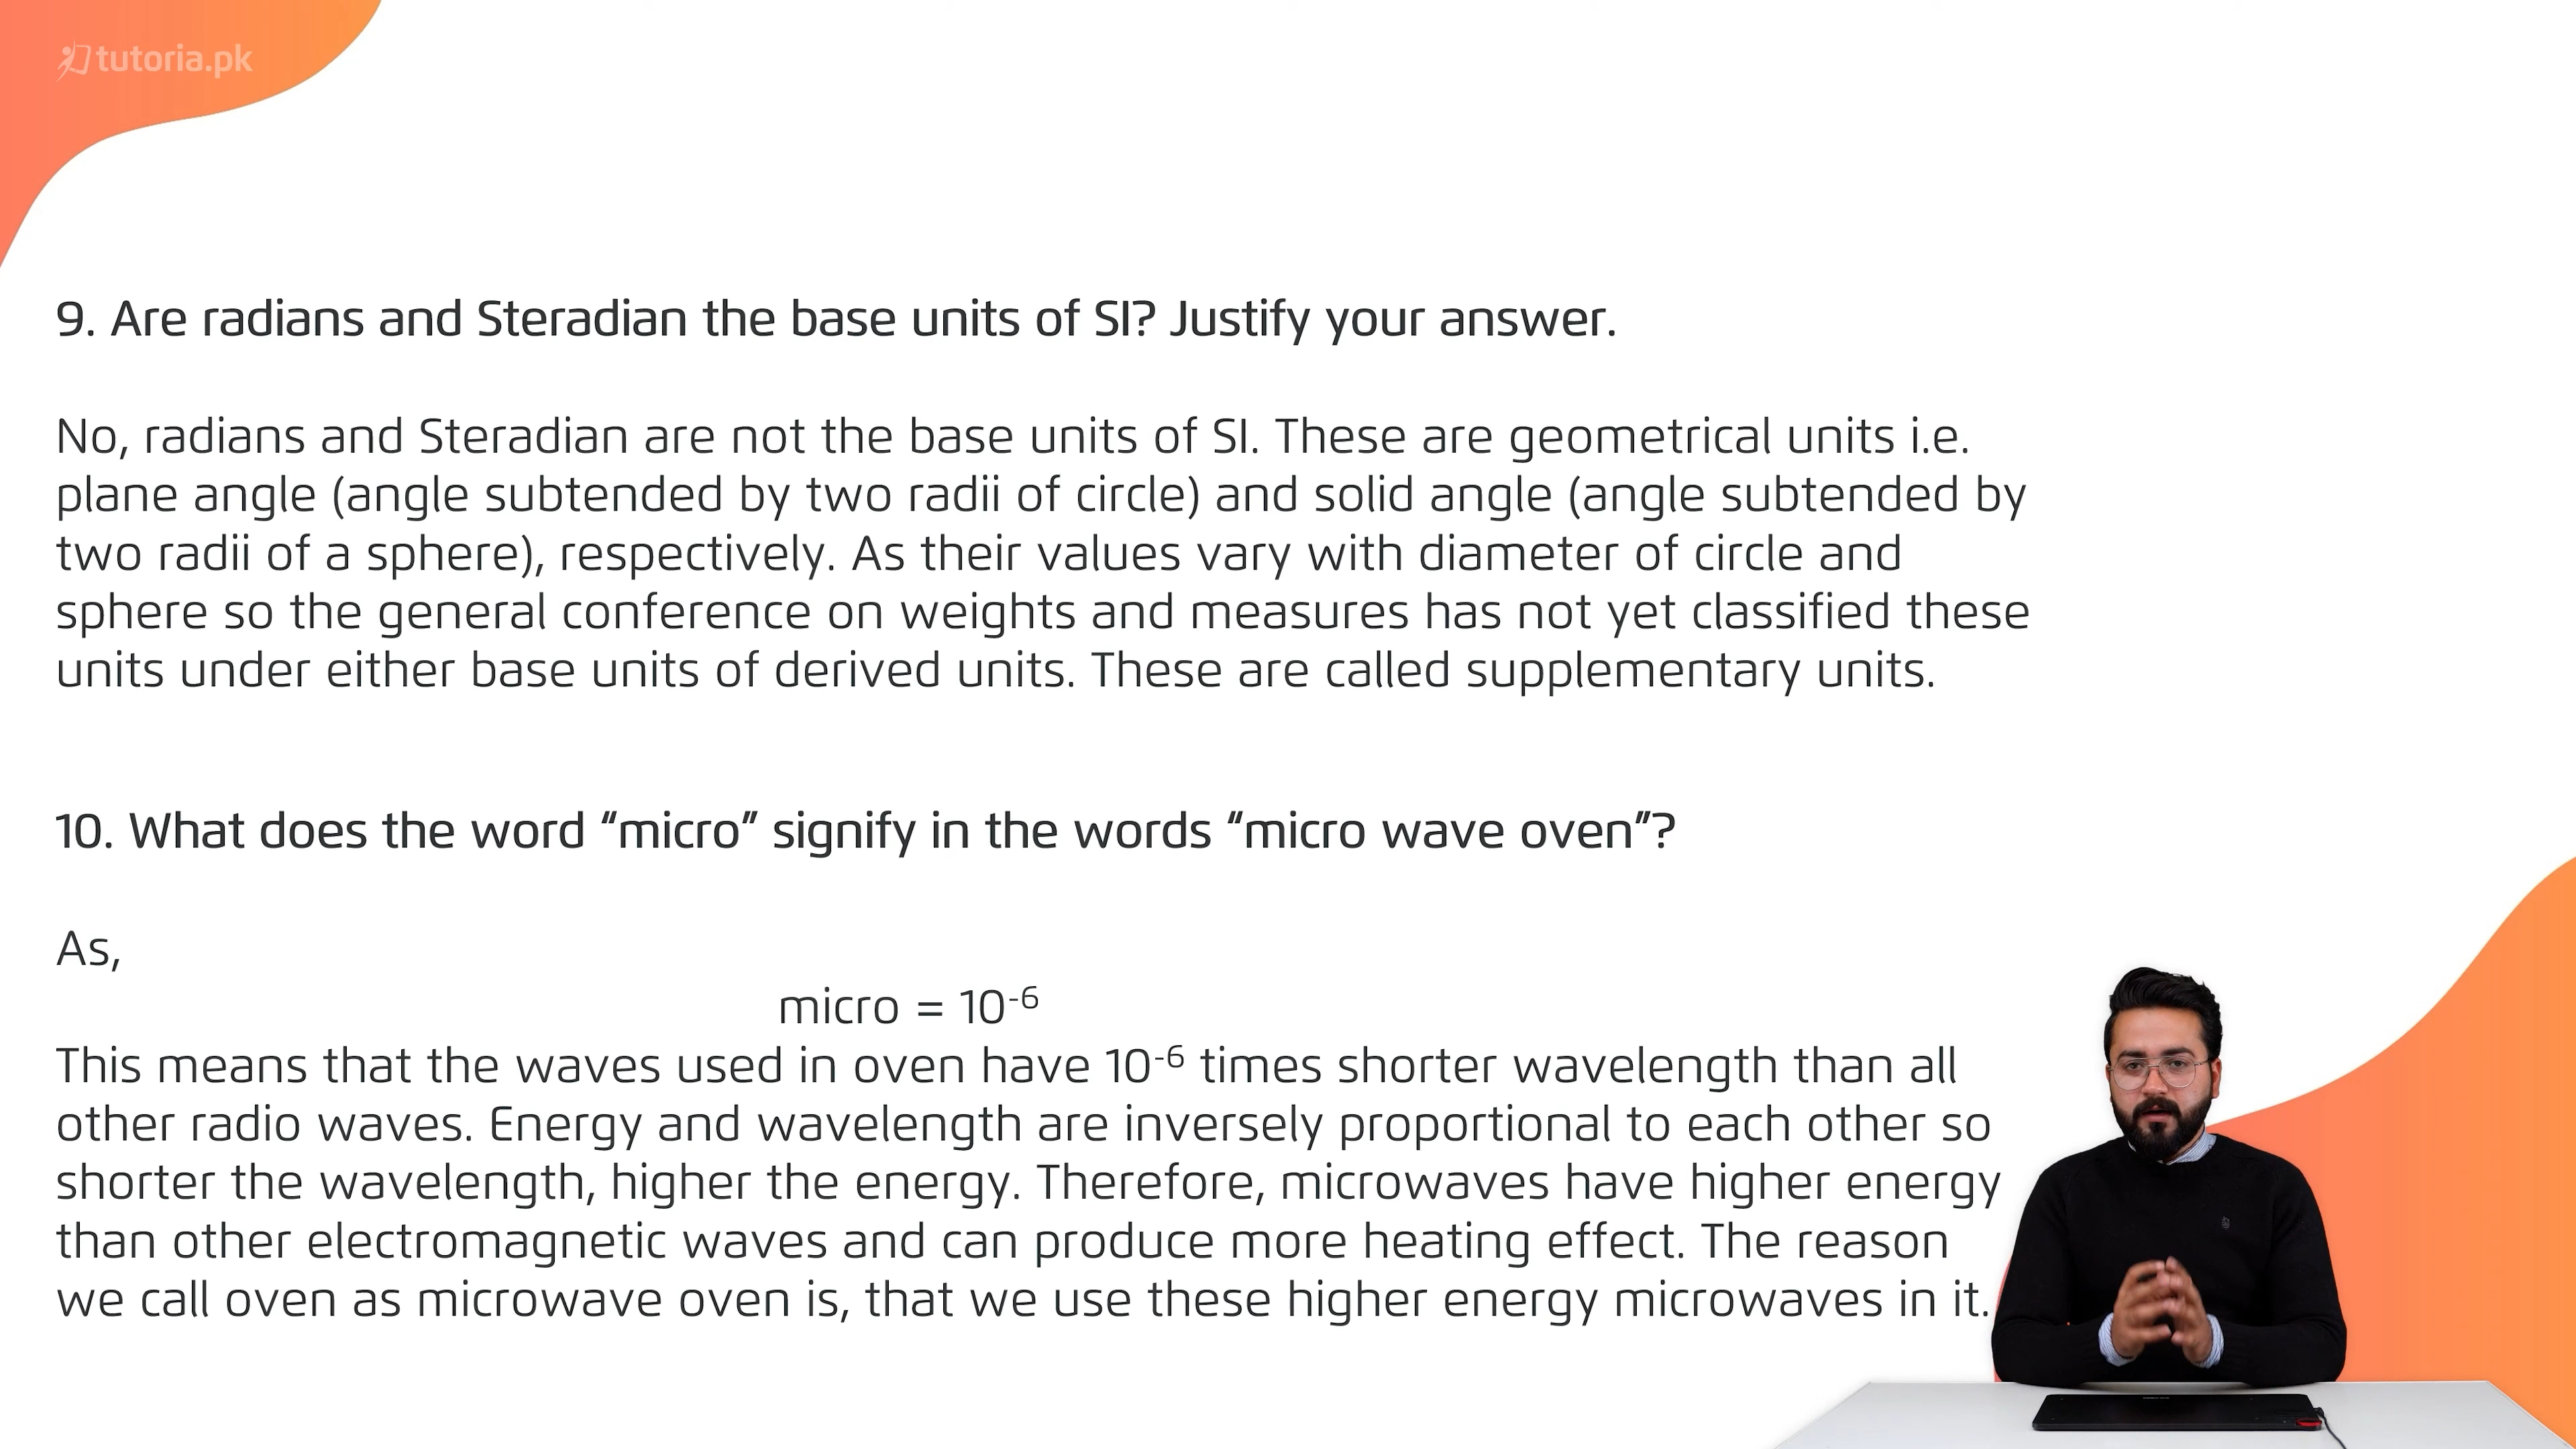 tutoria.pk
9. Are radians and Steradian the base units of SI? Justify your answer.
No, radians and Steradian are not the base units of SI. These are geometrical units i.e.
plane angle (angle subtended by two radii of circle) and solid angle (angle subtended by
two radii of a sphere), respectively. As their values vary with diameter of circle and
sphere so the general conference on weights and measures has not yet classified these
units under either base units of derived units. These are called supplementary units.
10. What does the word “micro” signify in the words “micro wave oven”?
As,
micro = 10⁻⁶
This means that the waves used in oven have 10⁻⁶ times shorter wavelength than all
other radio waves. Energy and wavelength are inversely proportional to each other so
shorter the wavelength, higher the energy. Therefore, microwaves have higher energy
than other electromagnetic waves and can produce more heating effect. The reason
we call oven as microwave oven is, that we use these higher energy microwaves in it.